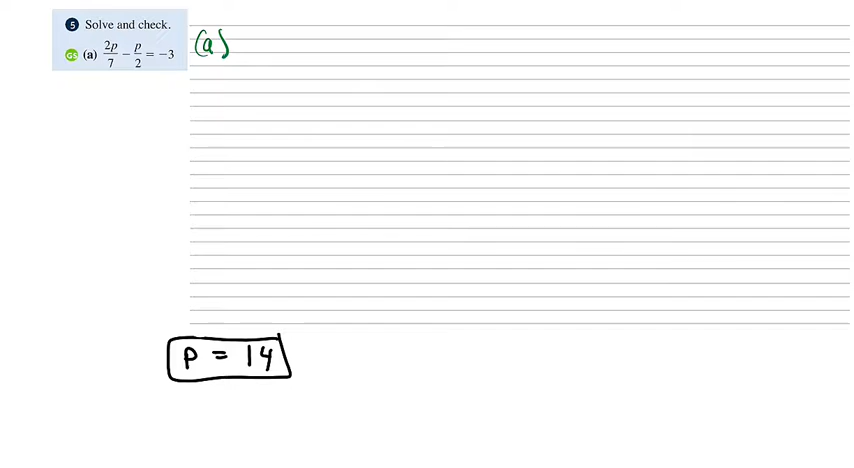 5 Solve and check.
GS (a) 2p/7 − p/2 = −3
(a)
P = 14